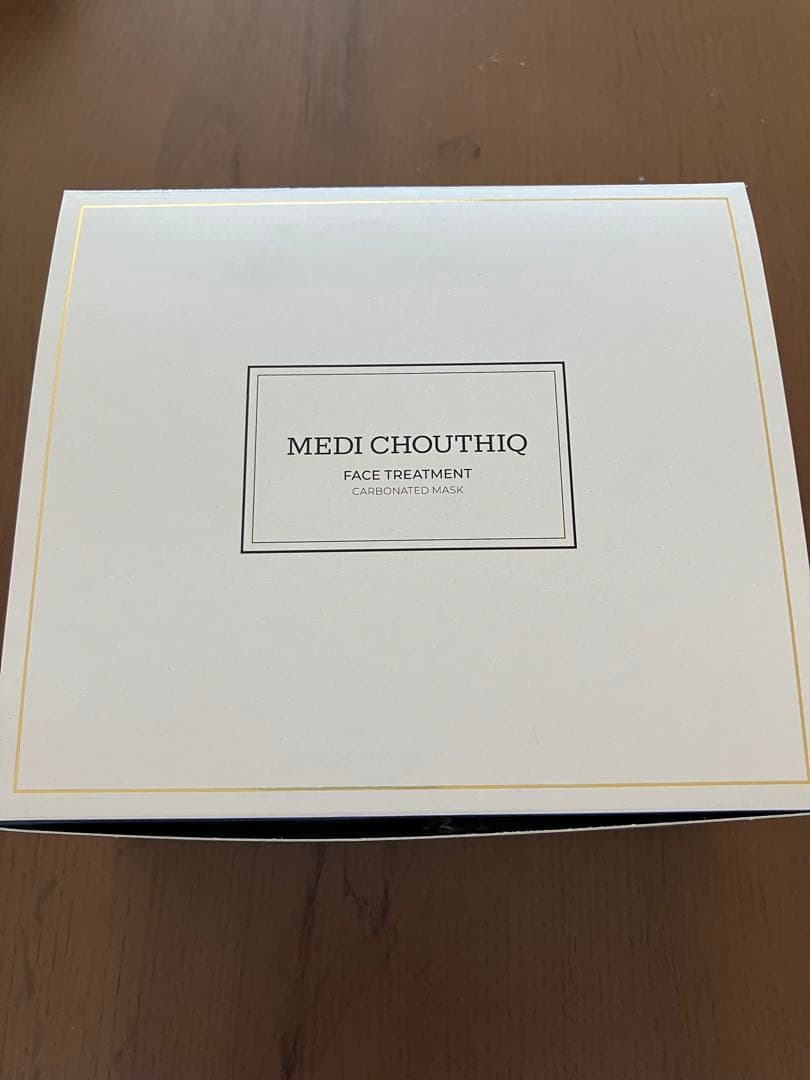 MEDI CHOUTHIQ
FACE TREATMENT
CARBONATED MASK